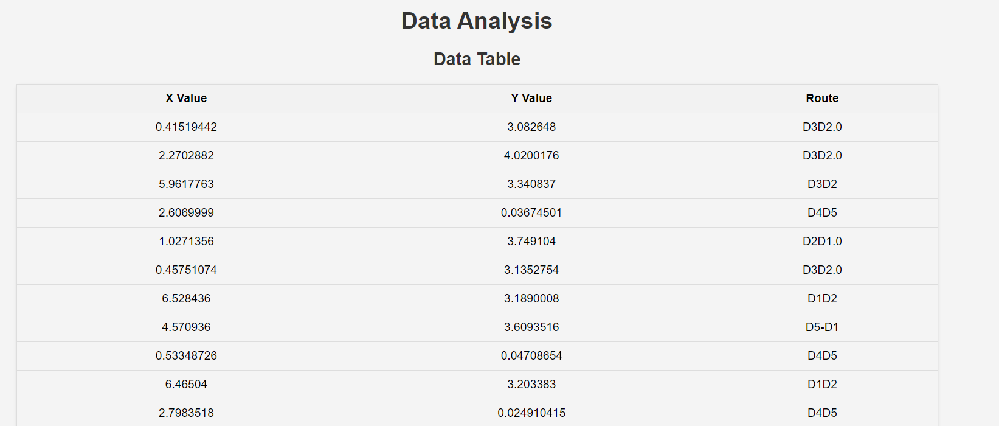 Data Analysis
Data Table
X Value Y Value Route
0.41519442 3.082648 D3D2.0
2.2702882 4.0200176 D3D2.0
5.9617763 3.340837 D3D2
2.6069999 0.03674501 D4D5
1.0271356 3.749104 D2D1.0
0.45751074 3.1352754 D3D2.0
6.528436 3.1890008 D1D2
4.570936 3.6093516 D5-D1
0.53348726 0.04708654 D4D5
6.46504 3.203383 D1D2
2.7983518 0.024910415 D4D5